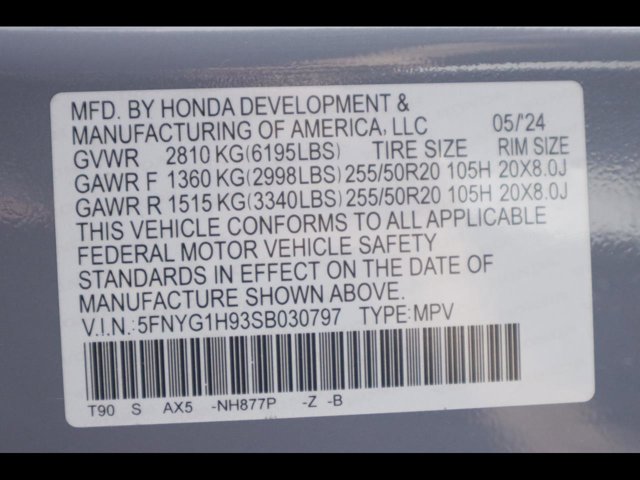 MFD. BY HONDA DEVELOPMENT &
MANUFACTURING OF AMERICA, LLC 05/'24
GVWR 2810 KG(6195LBS) TIRE SIZE RIM SIZE
GAWR F 1360 KG(2998LBS) 255/50R20 105H 20X8.0J
GAWR R 1515 KG(3340LBS) 255/50R20 105H 20X8.0J
THIS VEHICLE CONFORMS TO ALL APPLICABLE
FEDERAL MOTOR VEHICLE SAFETY
STANDARDS IN EFFECT ON THE DATE OF
MANUFACTURE SHOWN ABOVE.
V.I.N.:5FNYG1H93SB030797 TYPE:MPV
T90 S AX5 -NH877P -Z -B